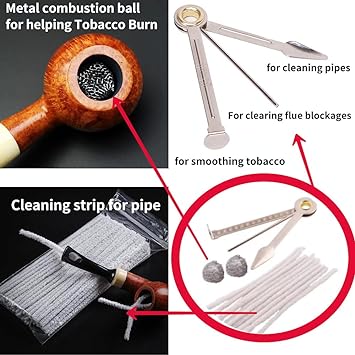 Metal combustion ball
for helping Tobacco Burn
for cleaning pipes
For clearing flue blockages
for smoothing tobacco
Cleaning strip for pipe